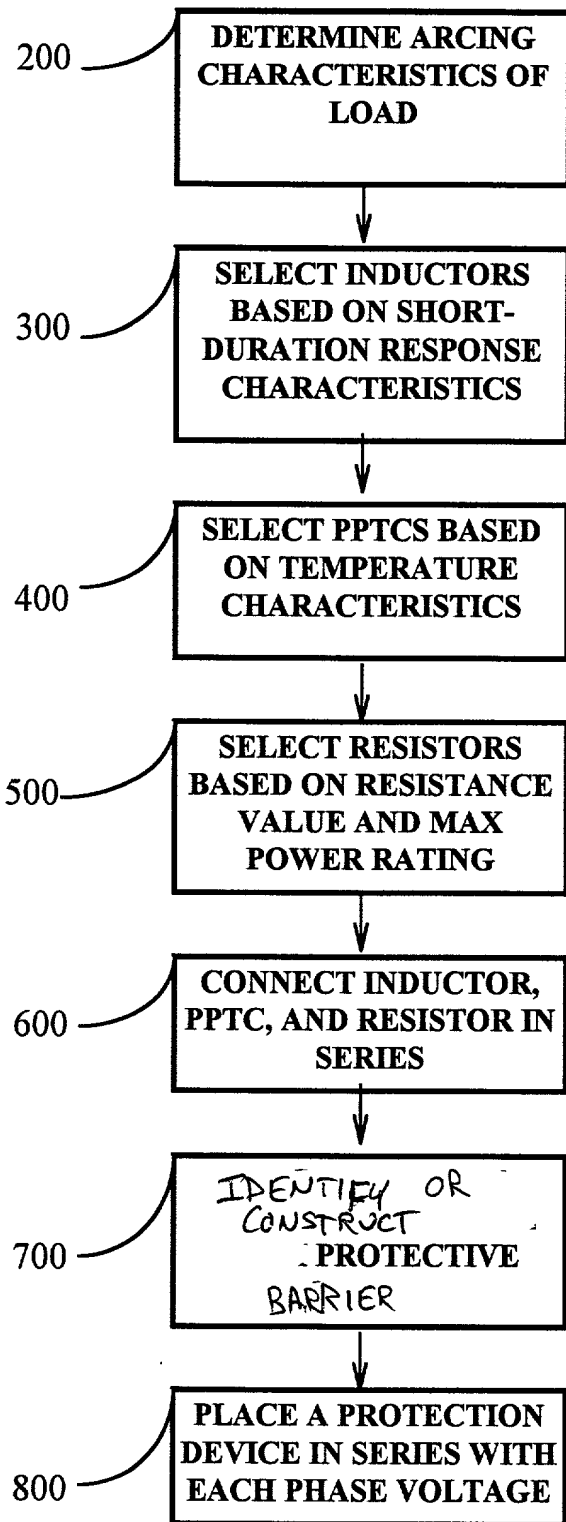 200
DETERMINE ARCING
CHARACTERISTICS OF
LOAD
300
SELECT INDUCTORS
BASED ON SHORT-
DURATION RESPONSE
CHARACTERISTICS
400
SELECT PPTCS BASED
ON TEMPERATURE
CHARACTERISTICS
500
SELECT RESISTORS
BASED ON RESISTANCE
VALUE AND MAX
POWER RATING
600
CONNECT INDUCTOR,
PPTC, AND RESISTOR IN
SERIES
700
IDENTIFY OR
CONSTRUCT
PROTECTIVE
BARRIER
800
PLACE A PROTECTION
DEVICE IN SERIES WITH
EACH PHASE VOLTAGE